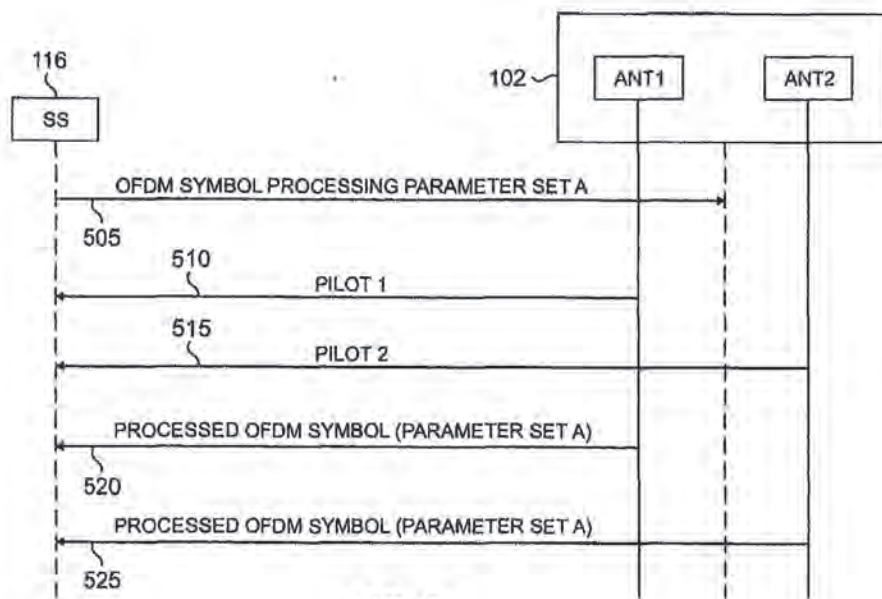 116
SS
102
ANT1
ANT2
OFDM SYMBOL PROCESSING PARAMETER SET A
505
510
PILOT 1
515
PILOT 2
PROCESSED OFDM SYMBOL (PARAMETER SET A)
520
PROCESSED OFDM SYMBOL (PARAMETER SET A)
525